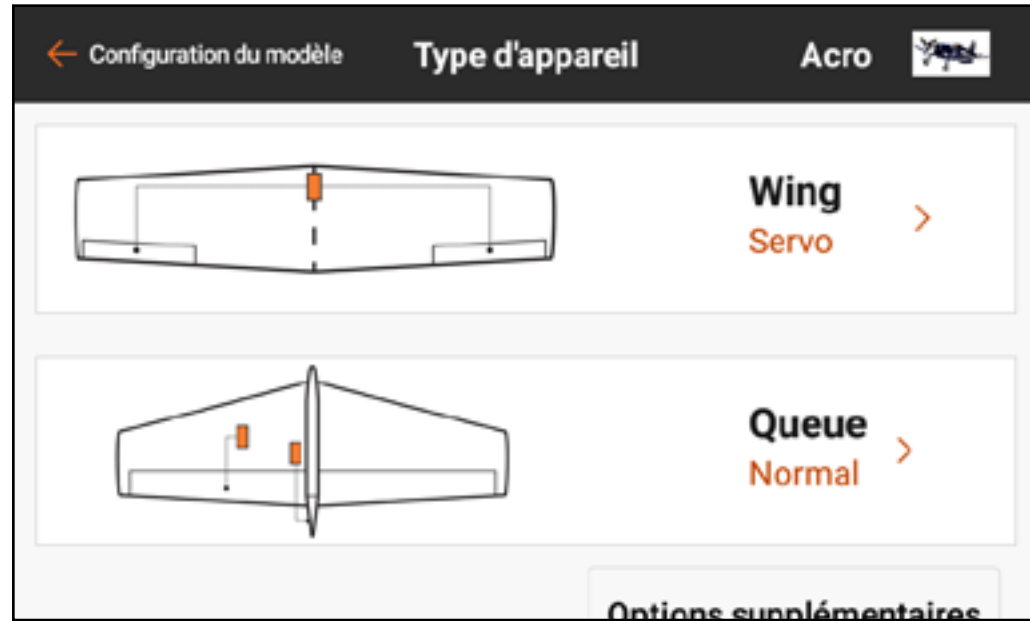 ← Configuration du modèle Type d'appareil Acro
Wing
Servo
Queue
Normal
Options supplémentaires